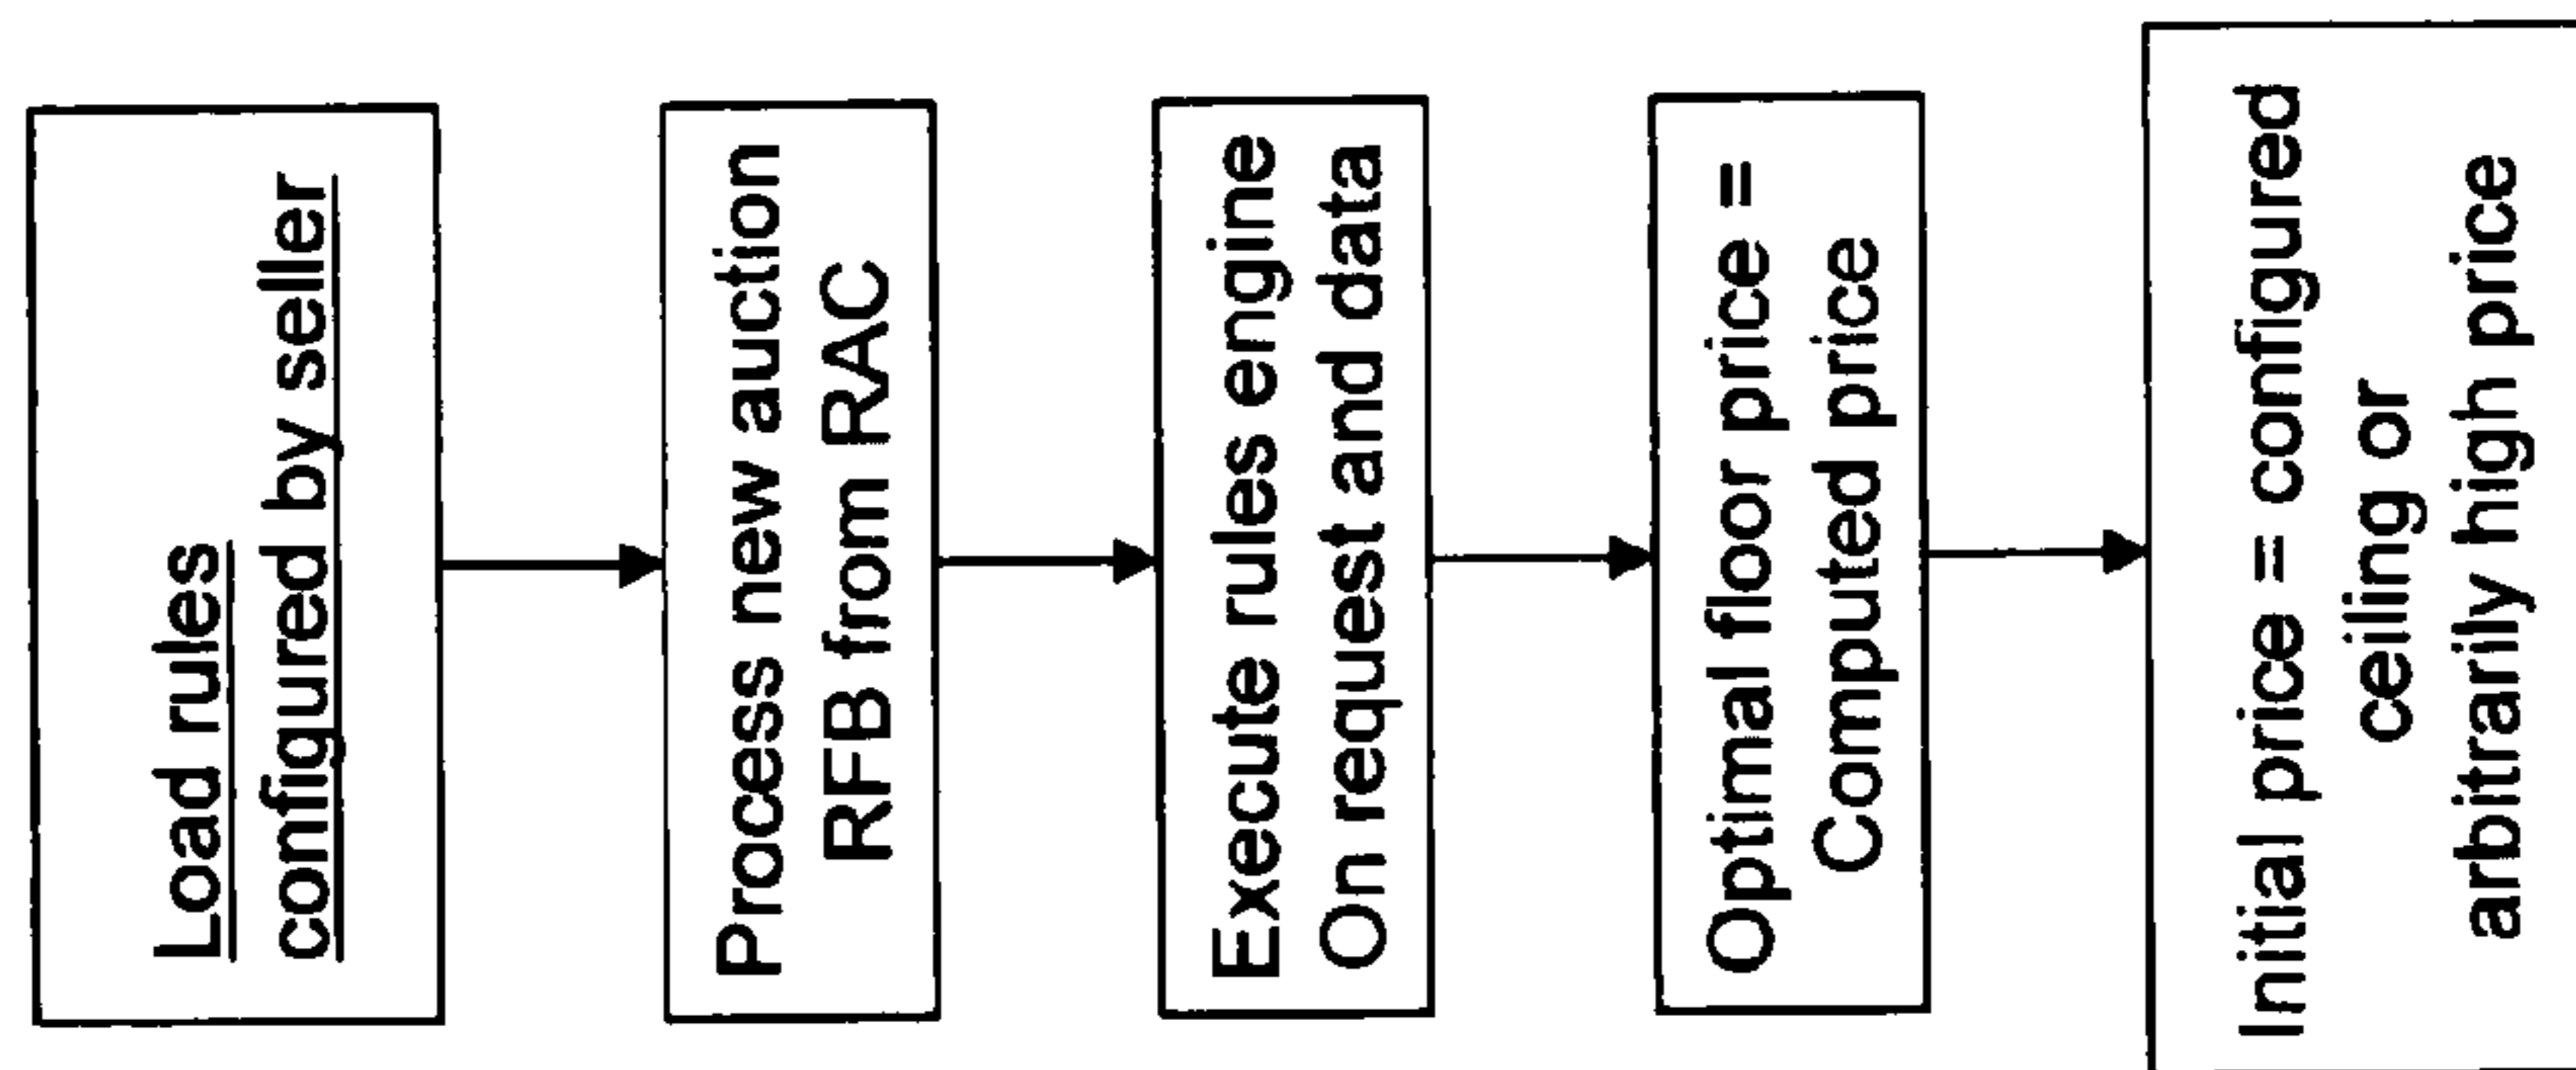 Load rules
configured by seller
Process new auction
RFB from RAC
Execute rules engine
On request and data
Optimal floor price =
Computed price
Initial price = configured
ceiling or
arbitrarily high price